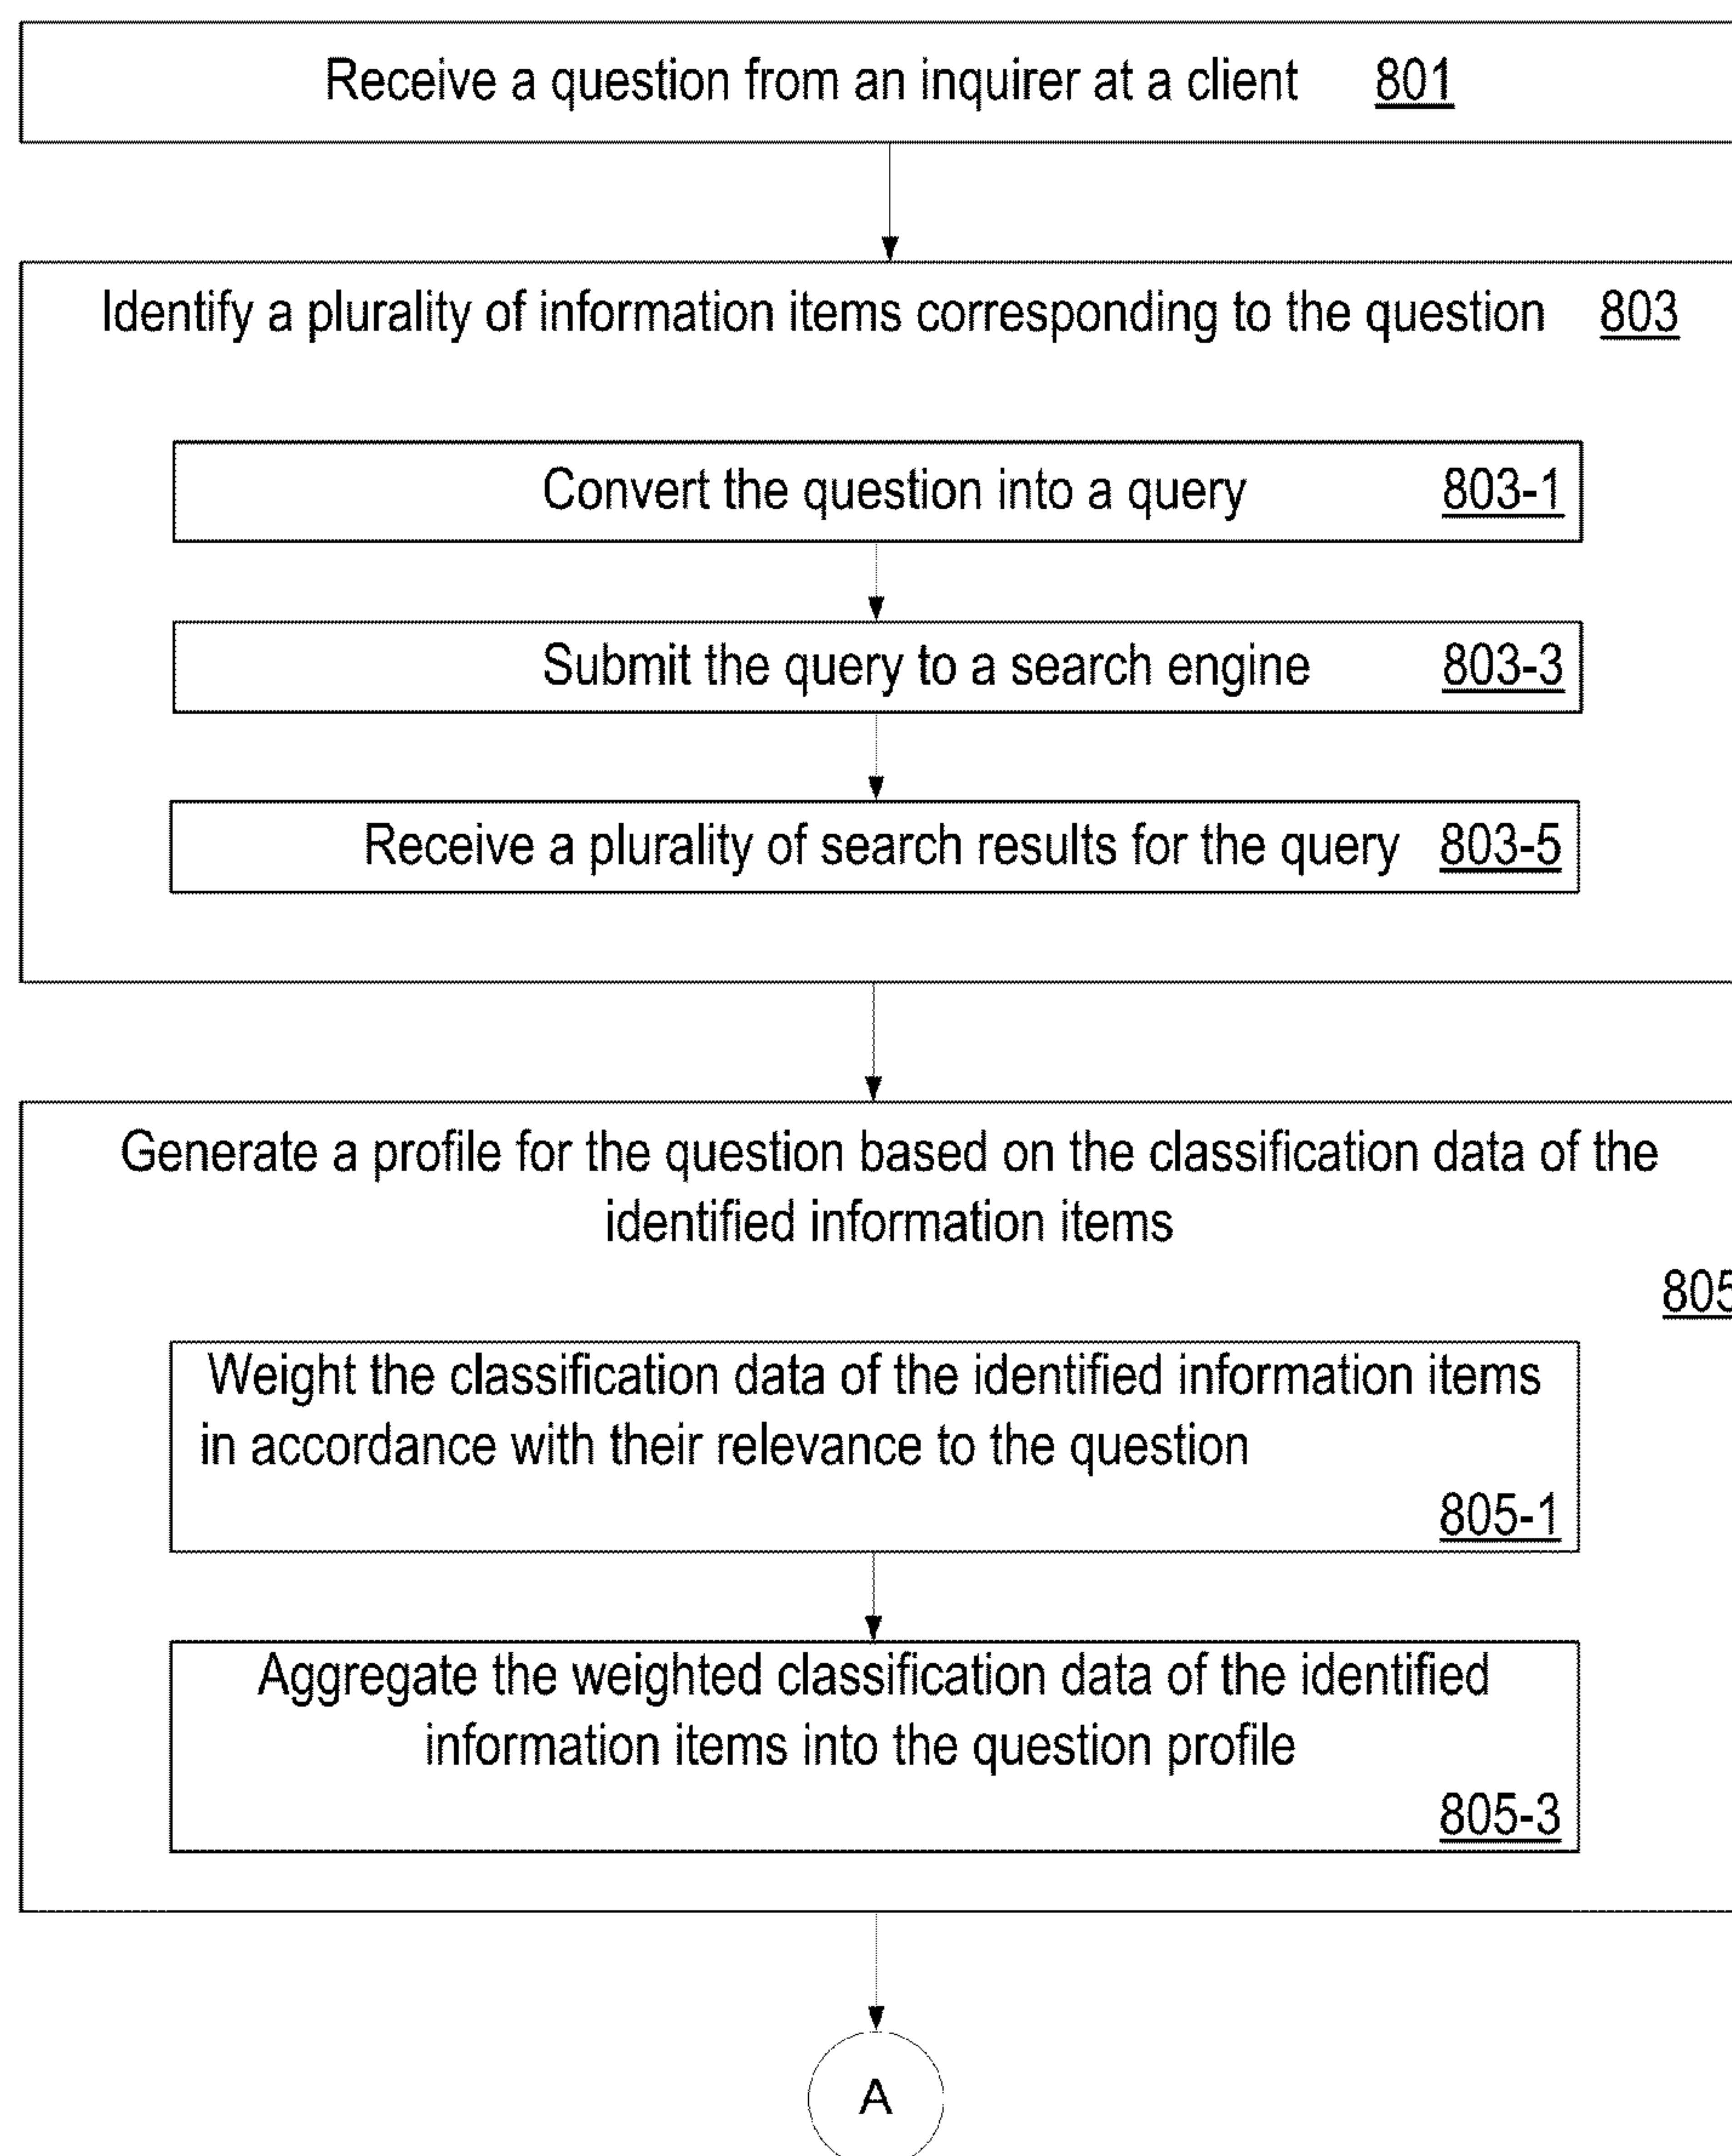 Receive a question from an inquirer at a client 801
Identify a plurality of information items corresponding to the question 803
Convert the question into a query 803-1
Submit the query to a search engine 803-3
Receive a plurality of search results for the query 803-5
Generate a profile for the question based on the classification data of the
identified information items
805
Weight the classification data of the identified information items
in accordance with their relevance to the question
805-1
Aggregate the weighted classification data of the identified
information items into the question profile
805-3
A